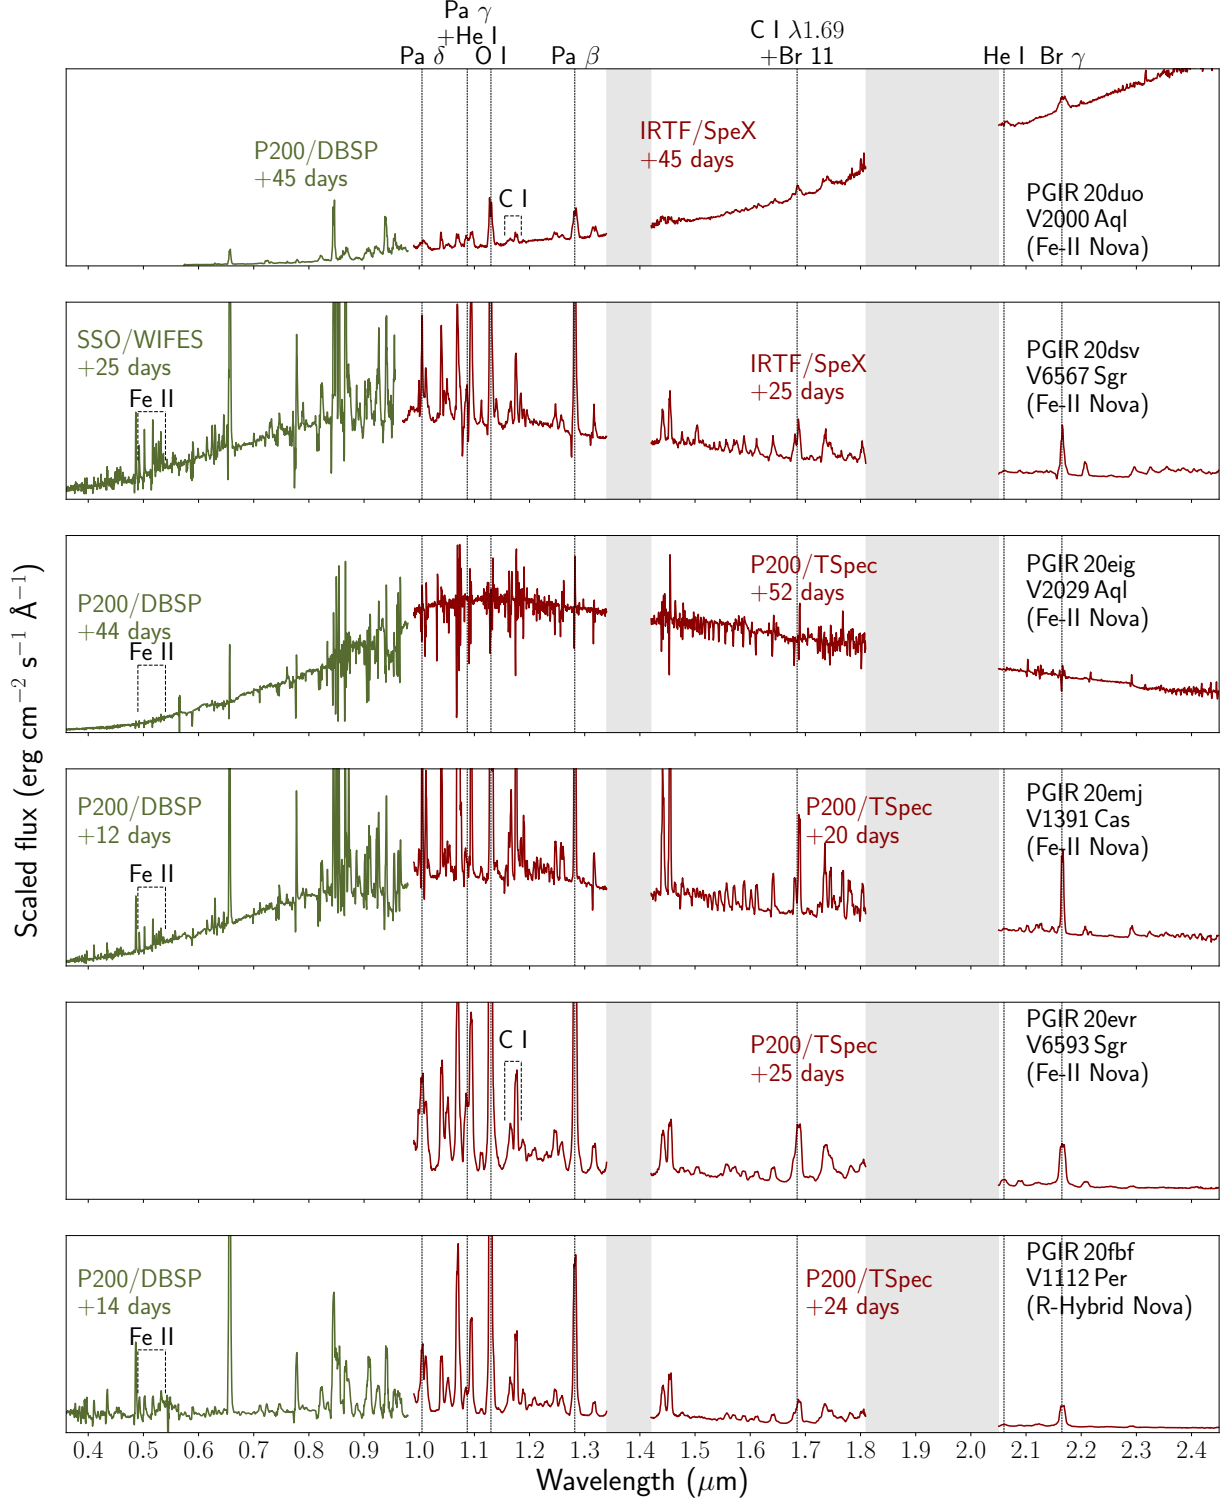 Pa γ
+He I
C I λ1.69
Pa δ O I Pa β +Br 11 He I Br γ
P200/DBSP
+45 days
IRTF/SpeX
+45 days
C I
PGIR 20duo
V2000 Aql
(Fe-II Nova)
SSO/WIFES
+25 days
Fe II
IRTF/SpeX
+25 days
PGIR 20dsv
V6567 Sgr
(Fe-II Nova)
P200/DBSP
+44 days
Fe II
P200/TSpec
+52 days
PGIR 20eig
V2029 Aql
(Fe-II Nova)
P200/DBSP
+12 days
Fe II
P200/TSpec
+20 days
PGIR 20emj
V1391 Cas
(Fe-II Nova)
C I
P200/TSpec
+25 days
PGIR 20evr
V6593 Sgr
(Fe-II Nova)
P200/DBSP
+14 days
Fe II
P200/TSpec
+24 days
PGIR 20fbf
V1112 Per
(R-Hybrid Nova)
0.4 0.5 0.6 0.7 0.8 0.9 1.0 1.1 1.2 1.3 1.4 1.5 1.6 1.7 1.8 1.9 2.0 2.1 2.2 2.3 2.4
Wavelength (μm)
Scaled flux (erg cm⁻² s⁻¹ Å⁻¹)